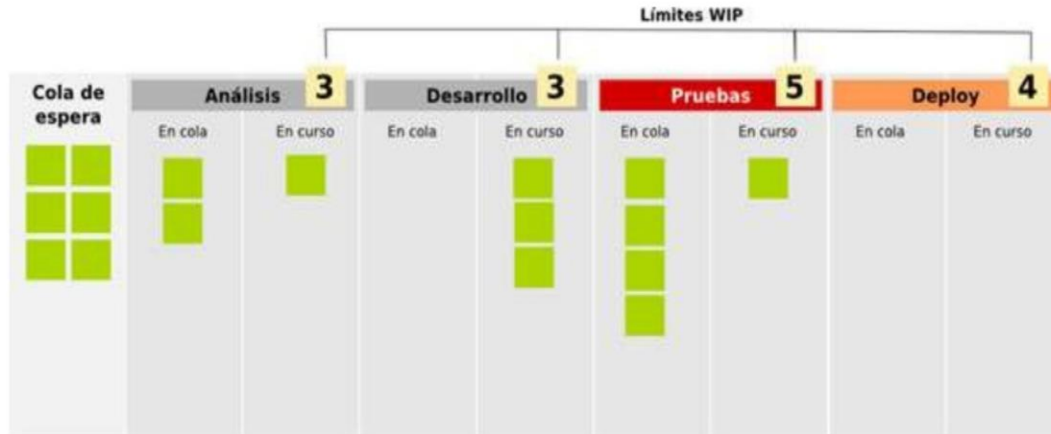 Límites WIP
Cola de
espera
Análisis 3
Desarrollo 3
Pruebas 5
Deploy 4
En cola
En curso
En cola
En curso
En cola
En curso
En cola
En curso